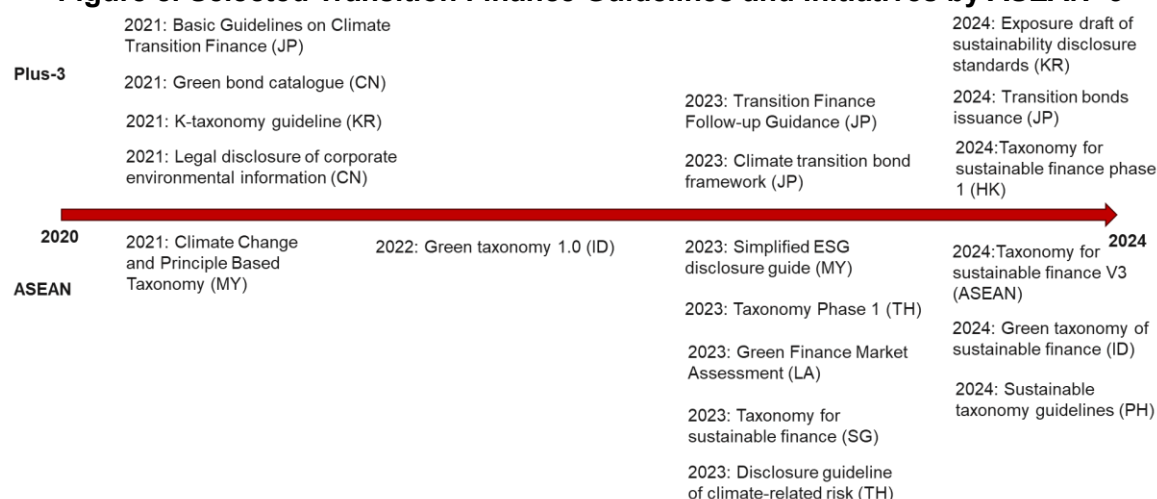 2021: Basic Guidelines on Climate
Transition Finance (JP)
2024: Exposure draft of
sustainability disclosure
standards (KR)
Plus-3
2021: Green bond catalogue (CN)
2023: Transition Finance
Follow-up Guidance (JP)
2024: Transition bonds
issuance (JP)
2021: K-taxonomy guideline (KR)
2021: Legal disclosure of corporate
environmental information (CN)
2023: Climate transition bond
framework (JP)
2024:Taxonomy for
sustainable finance phase
1 (HK)
2020
2024
ASEAN
2021: Climate Change
and Principle Based
Taxonomy (MY)
2022: Green taxonomy 1.0 (ID)
2023: Simplified ESG
disclosure guide (MY)
2023: Taxonomy Phase 1 (TH)
2023: Green Finance Market
Assessment (LA)
2023: Taxonomy for
sustainable finance (SG)
2023: Disclosure guideline
of climate-related risk (TH)
2024:Taxonomy for
sustainable finance V3
(ASEAN)
2024: Green taxonomy of
sustainable finance (ID)
2024: Sustainable
taxonomy guidelines (PH)